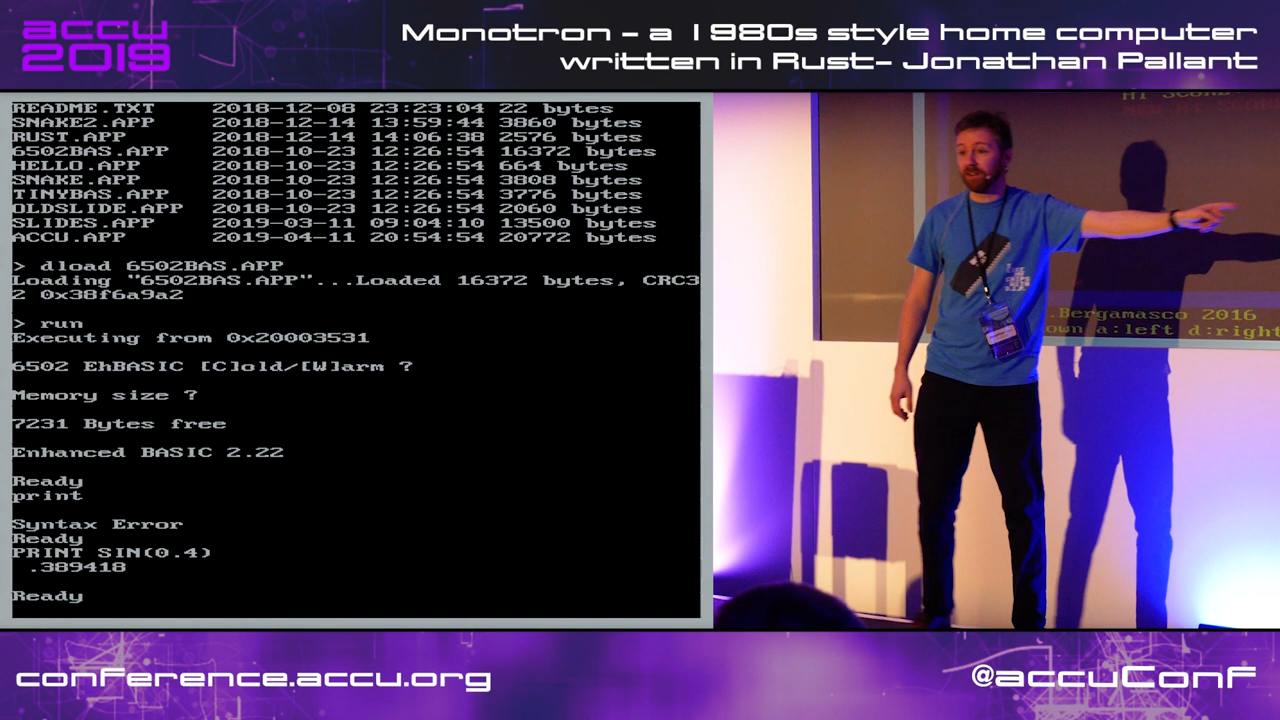 accu
2019
Monotron - a 1980s style home computer
written in Rust- Jonathan Pallant
README.TXT 2018-12-08 23:23:04 22 bytes
SNAKE2.APP 2018-12-14 13:59:44 3860 bytes
RUST.APP 2018-12-14 14:06:38 2576 bytes
6502BAS.APP 2018-10-23 12:26:54 16372 bytes
HELLO.APP 2018-10-23 12:26:54 664 bytes
SNAKE.APP 2018-10-23 12:26:54 3808 bytes
TINYBAS.APP 2018-10-23 12:26:54 3776 bytes
OLDSLIDE.APP 2018-10-23 12:26:54 2060 bytes
SLIDES.APP 2019-03-11 09:04:10 13500 bytes
ACCU.APP 2019-04-11 20:54:54 20772 bytes
> dload 6502BAS.APP
Loading "6502BAS.APP"...Loaded 16372 bytes, CRC3
2 0x38f6a9a2
> run
Executing from 0x20003531
6502 EhBASIC [C]old/[W]arm ?
Memory size ?
7231 Bytes free
Enhanced BASIC 2.22
Ready
print
Syntax Error
Ready
PRINT SIN(0.4)
.389418
Ready
.Bergamasco 2016
own a:left d:right
conference.accu.org
@accuConf